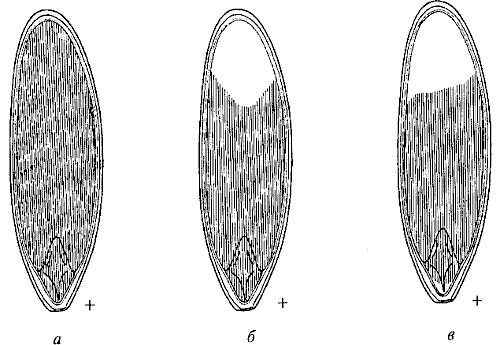 + + +
а б в